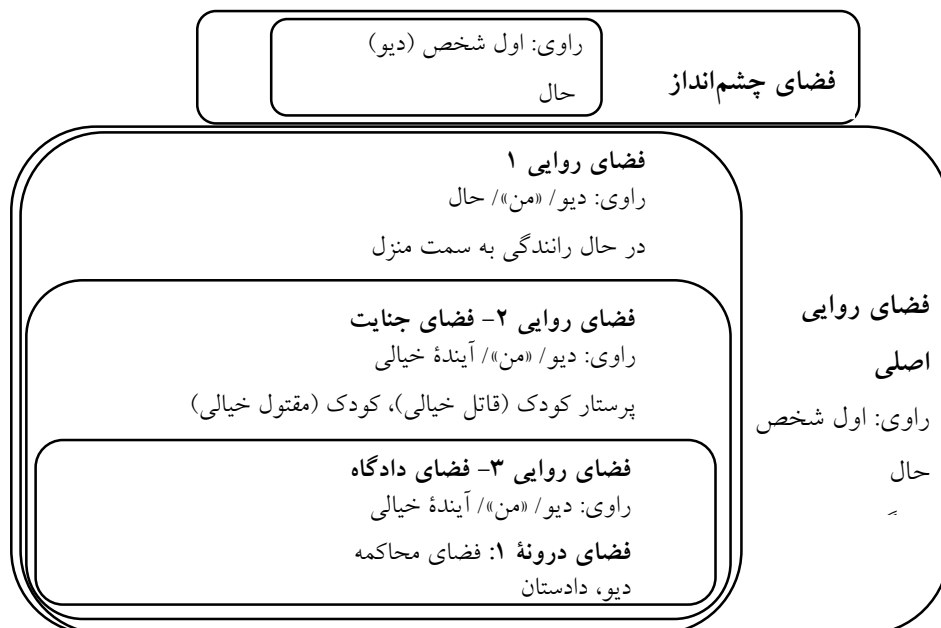 فضای چشم‌انداز
راوی: اول شخص (دیو)
حال
فضای روایی ۱
راوی: دیو/ «من»/ حال
در حال رانندگی به سمت منزل
فضای روایی ۲- فضای جنایت
راوی: دیو/ «من»/ آیندهٔ خیالی
پرستار کودک (قاتل خیالی)، کودک (مقتول خیالی)
فضای روایی ۳- فضای دادگاه
راوی: دیو/ «من»/ آیندهٔ خیالی
فضای درونهٔ ۱: فضای محاکمه
دیو، دادستان
فضای روایی
اصلی
راوی: اول شخص
حال